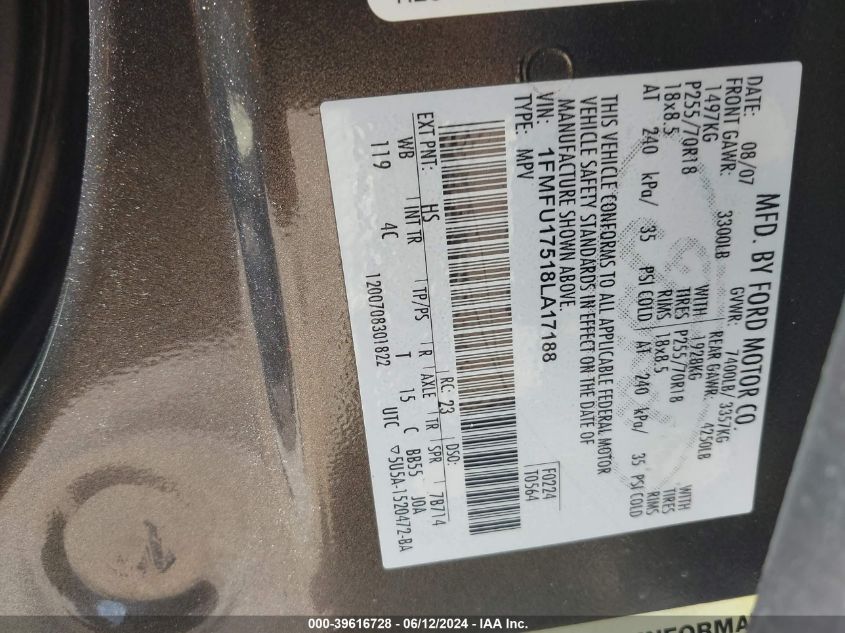 MFD. BY FORD MOTOR CO.
DATE: 08/07 GVWR: 7400LB/ 3357KG
FRONT GAWR: 3300LB REAR GAWR: 4250LB
1497KG WITH 1928KG WITH
P255/70R18 TIRES P255/70R18 TIRES
18x8.5 RIMS 18x8.5 RIMS
AT 240 kPa/ 35 PSI COLD AT 240 kPa/ 35 PSI COLD
THIS VEHICLE CONFORMS TO ALL APPLICABLE FEDERAL MOTOR
VEHICLE SAFETY STANDARDS IN EFFECT ON THE DATE OF
MANUFACTURE SHOWN ABOVE.
VIN: 1FMFU17518LA17188
TYPE: MPV
F0224
T0564
EXT PNT: HS RC: 23 DSO:
WB INT TR TP/PS R AXLE TR SPR 7B714
119 4C T 15 C BB55 JOA
1200708301822 UTC ▽5U5A-1520472-BA
000-39616728 - 06/12/2024 - IAA Inc.